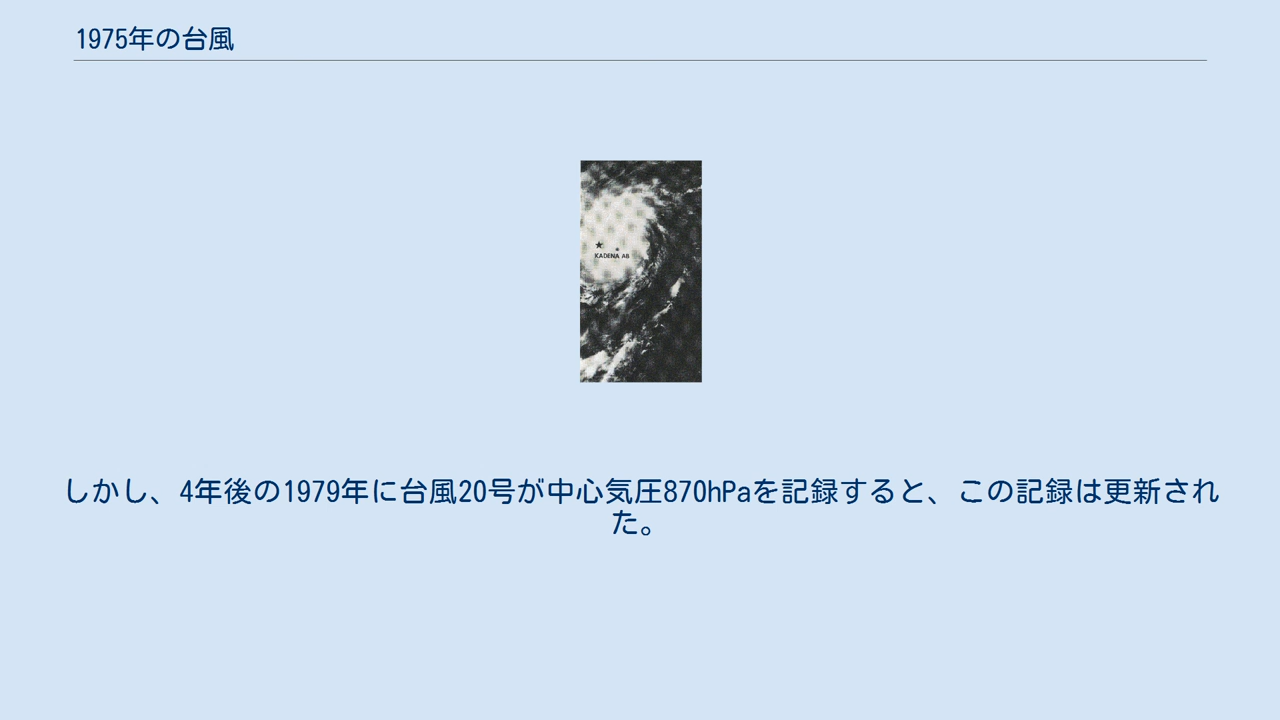 1975年の台風
★
KADENA AB
しかし、4年後の1979年に台風20号が中心気圧870hPaを記録すると、この記録は更新され
た。